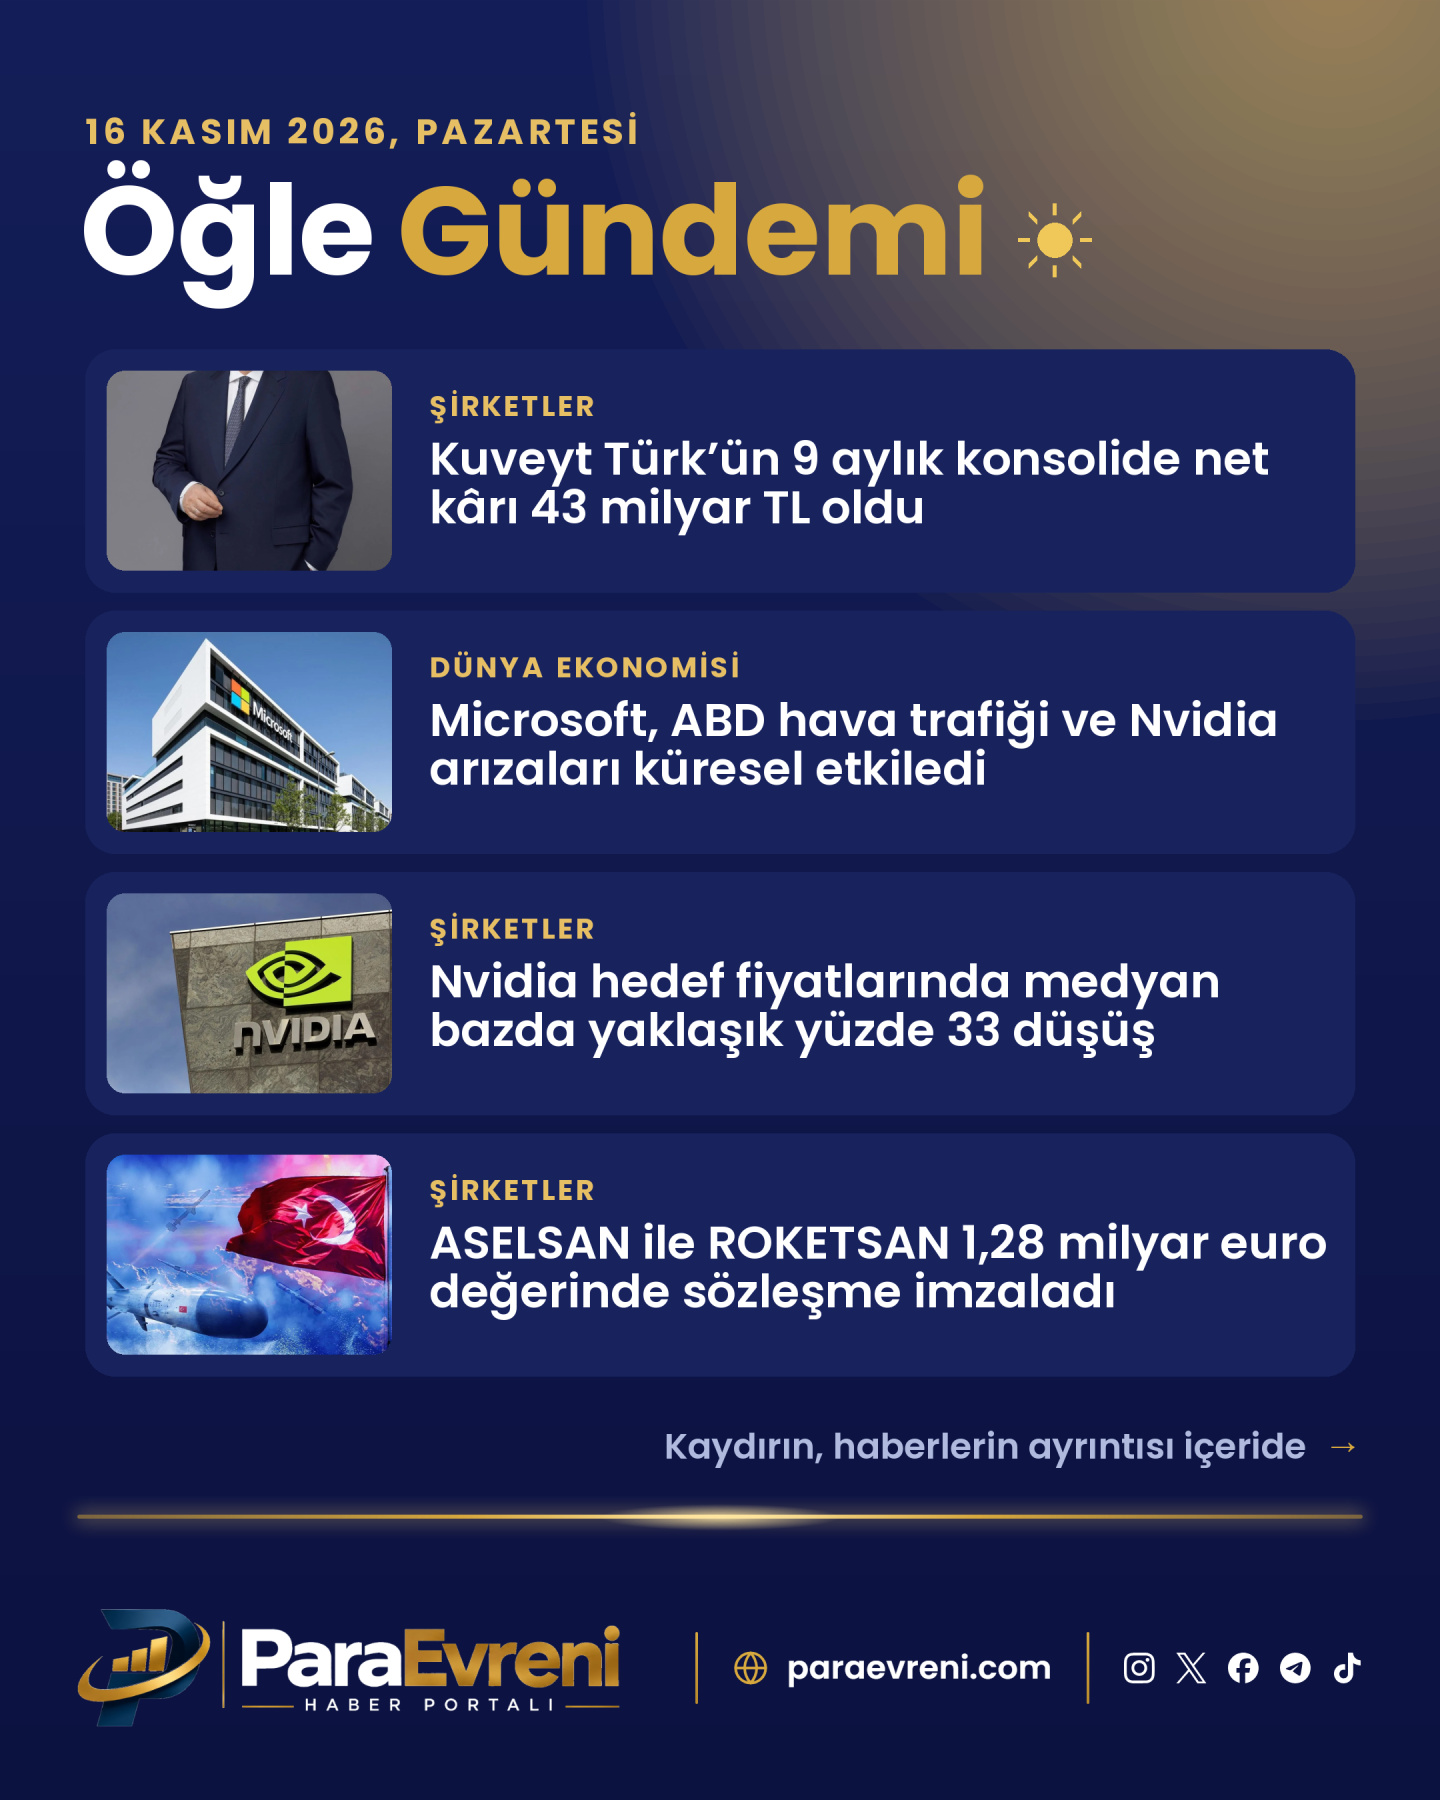 16 KASIM 2026, PAZARTESİ
Öğle Gündemi
ŞİRKETLER
Kuveyt Türk’ün 9 aylık konsolide net
kârı 43 milyar TL oldu
Microsoft
DÜNYA EKONOMİSİ
Microsoft, ABD hava trafiği ve Nvidia
arızaları küresel etkiledi
NVIDIA
ŞİRKETLER
Nvidia hedef fiyatlarında medyan
bazda yaklaşık yüzde 33 düşüş
ŞİRKETLER
ASELSAN ile ROKETSAN 1,28 milyar euro
değerinde sözleşme imzaladı
Kaydırın, haberlerin ayrıntısı içeride →
ParaEvreni
HABER PORTALI
paraevreni.com